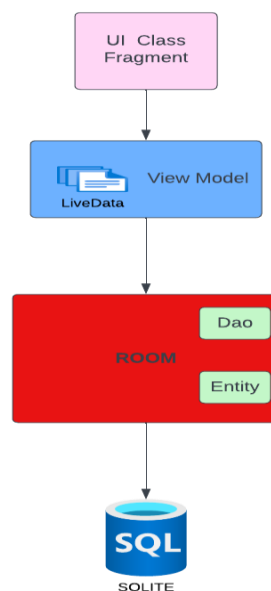 UI Class
Fragment
View Model
LiveData
Dao
ROOM
Entity
SQL
SOLITE